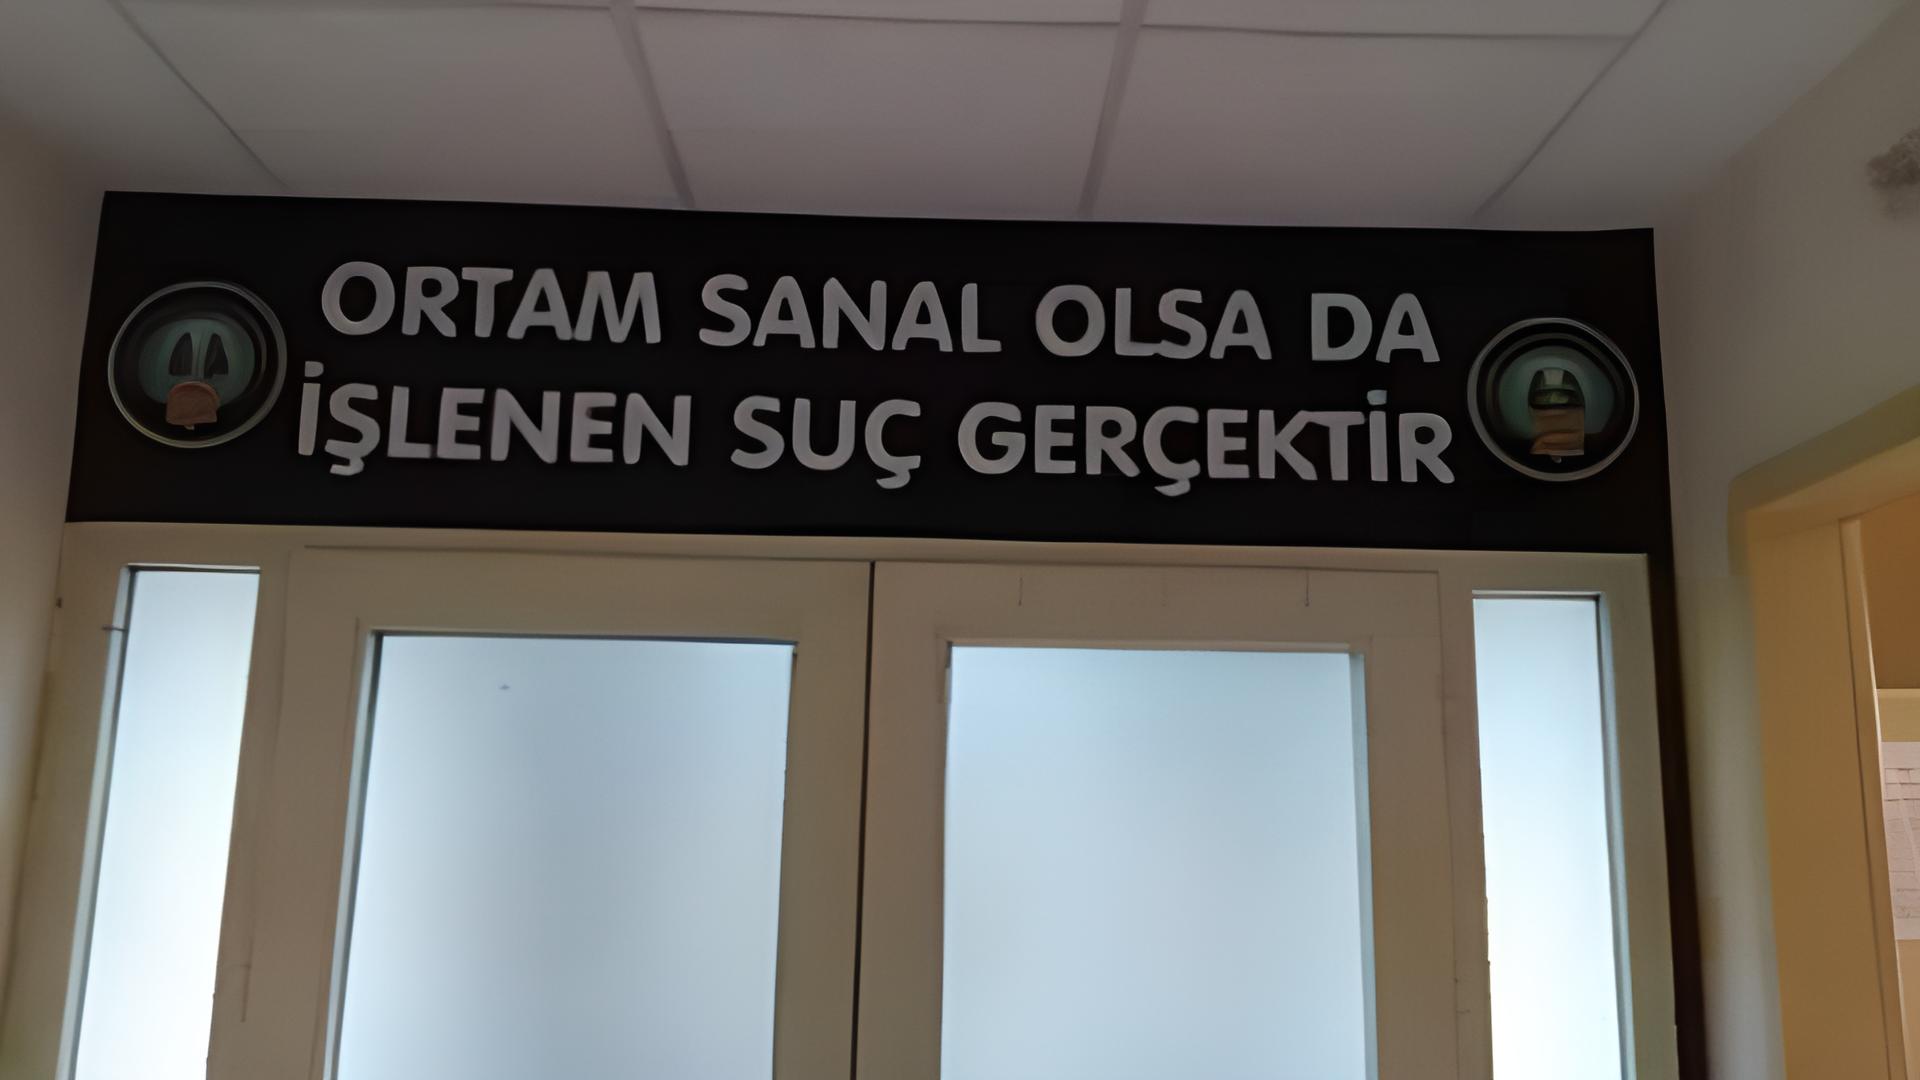 ORTAM SANAL OLSA DA
İŞLENEN SUÇ GERÇEKTİR